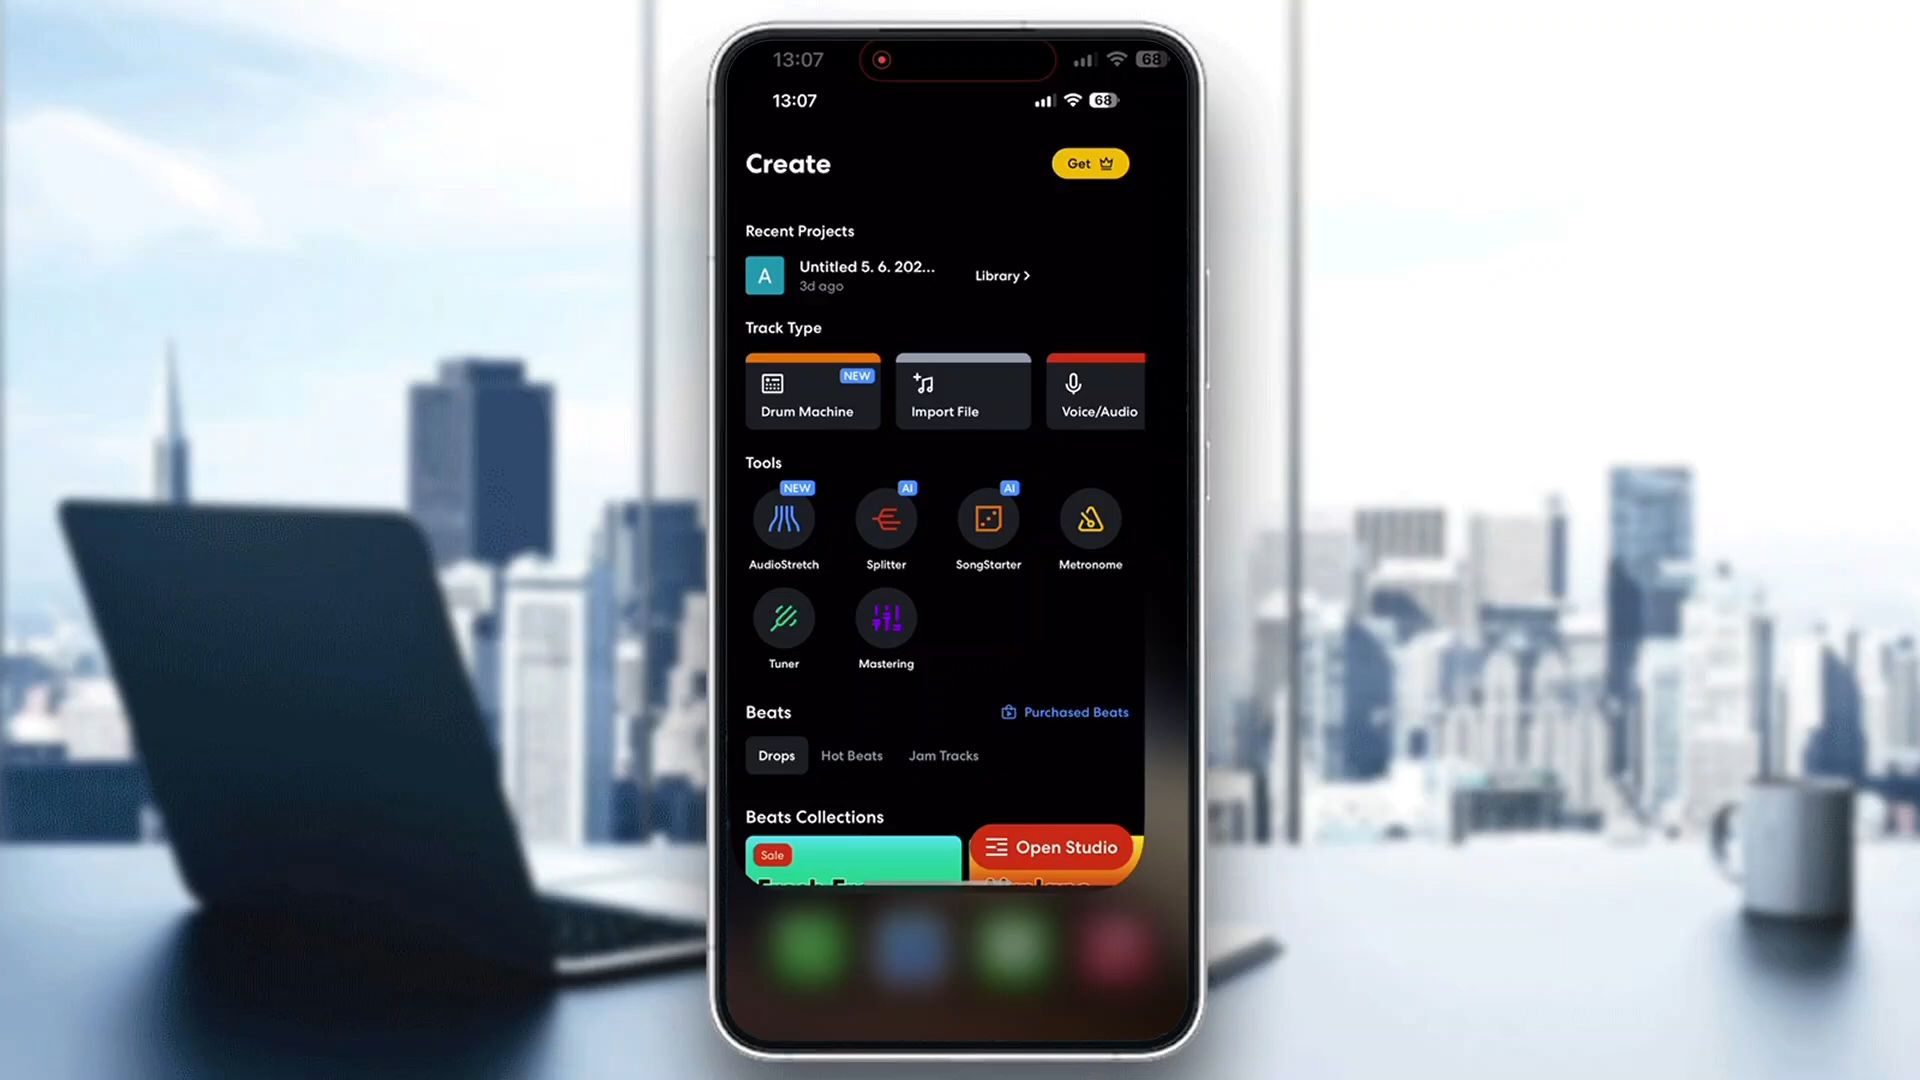 13:07
68
13:07
68
Create
Get
Recent Projects
A
Untitled 5. 6. 202...
3d ago
Library >
Track Type
NEW
Drum Machine
Import File
Voice/Audio
Tools
NEW
AI
AI
AudioStretch
Splitter
SongStarter
Metronome
Tuner
Mastering
Beats
Purchased Beats
Drops
Hot Beats
Jam Tracks
Beats Collections
Sale
Open Studio